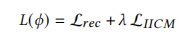 L(ϕ) = ℒ_rec + λ ℒ_IICM